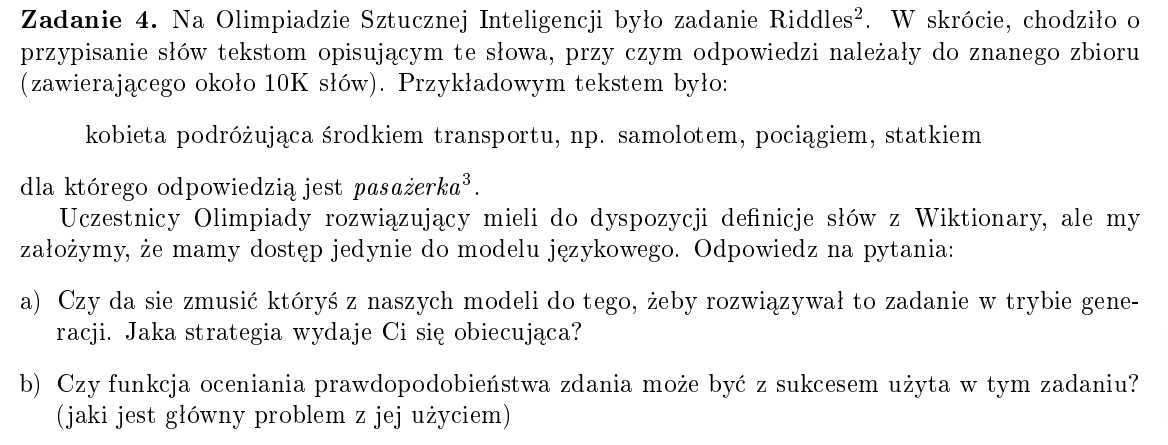 Zadanie 4. Na Olimpiadzie Sztucznej Inteligencji było zadanie Riddles². W skrócie, chodziło o
przypisanie słów tekstom opisującym te słowa, przy czym odpowiedzi należały do znanego zbioru
(zawierającego około 10K słów). Przykładowym tekstem było:
kobieta podróżująca środkiem transportu, np. samolotem, pociągiem, statkiem
dla którego odpowiedzią jest pasażerka³.
Uczestnicy Olimpiady rozwiązujący mieli do dyspozycji definicje słów z Wiktionary, ale my
założymy, że mamy dostęp jedynie do modelu językowego. Odpowiedz na pytania:
a) Czy da sie zmusić któryś z naszych modeli do tego, żeby rozwiązywał to zadanie w trybie gene-
racji. Jaka strategia wydaje Ci się obiecująca?
b) Czy funkcja oceniania prawdopodobieństwa zdania może być z sukcesem użyta w tym zadaniu?
(jaki jest główny problem z jej użyciem)